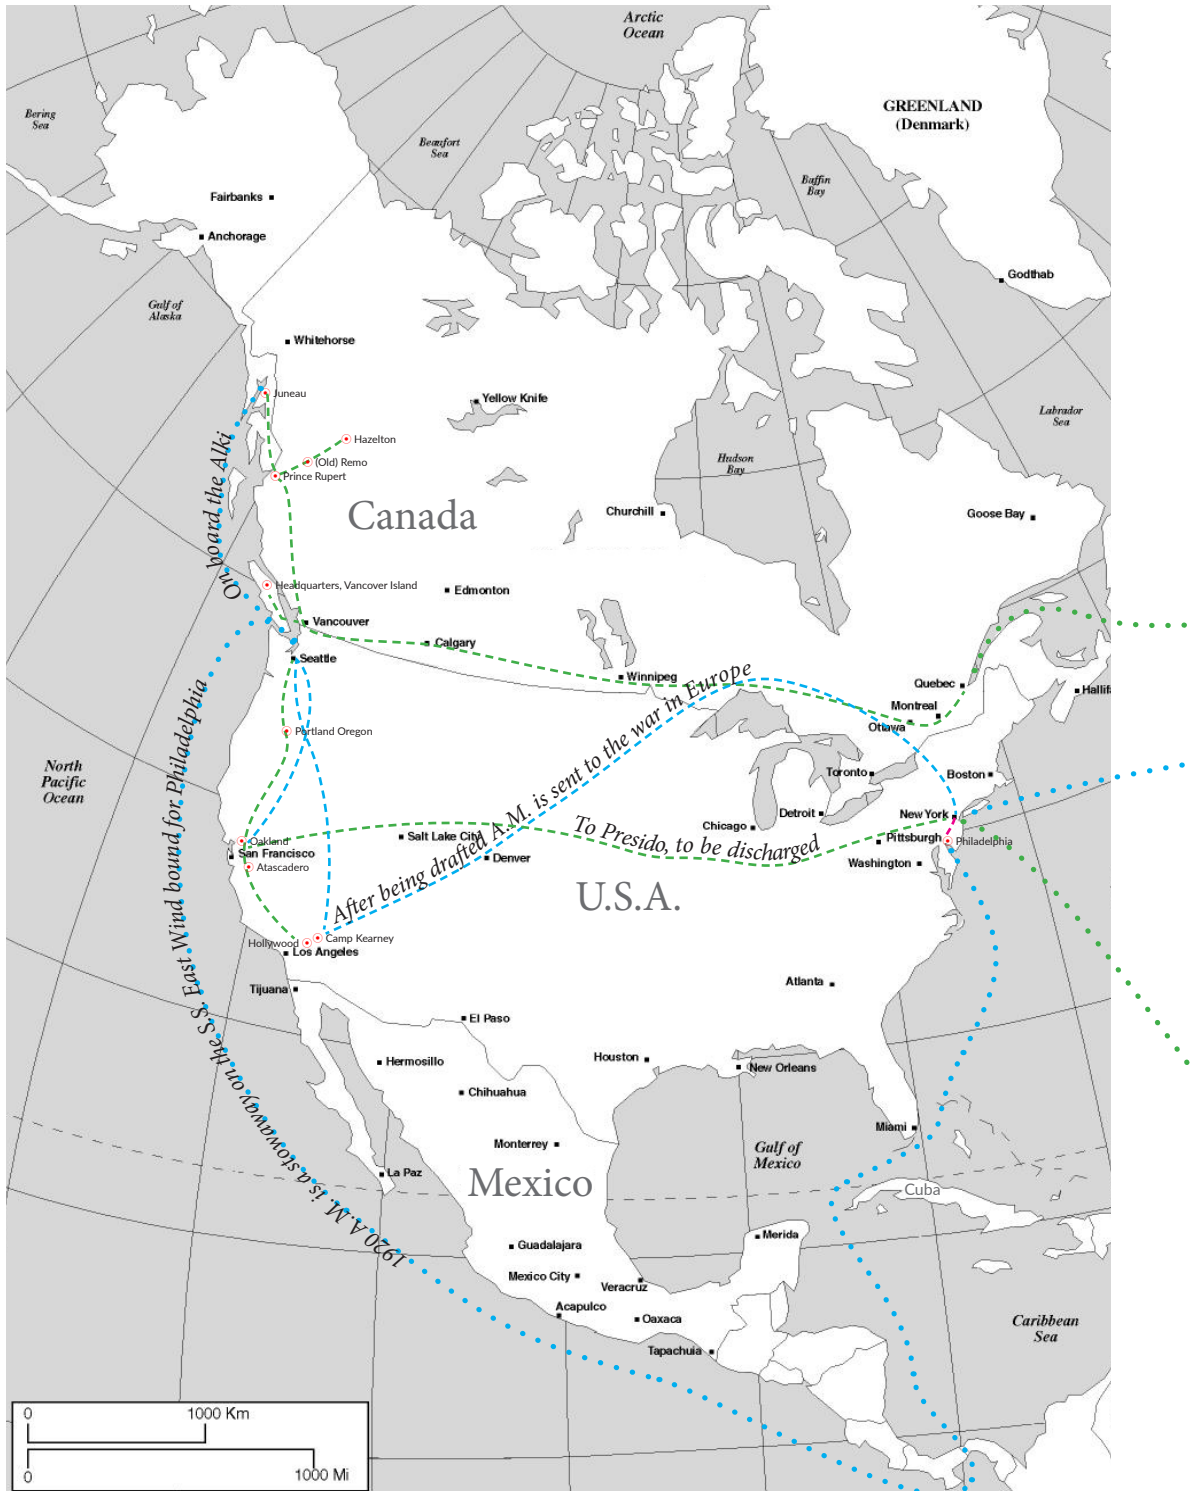 Arctic
Ocean
GREENLAND
(Denmark)
Bering
Sea
Beaufort
Sea
Baffin
Bay
Fairbanks
Anchorage
Godthab
Gulf of
Alaska
Whitehorse
Juneau
Yellow Knife
Labrador
Sea
Hazelton
(Old) Remo
Prince Rupert
Hudson
Bay
On board the Alki
Canada
Churchill
Goose Bay
Headquarters, Vancover Island
Edmonton
Vancouver
Calgary
Seattle
Winnipeg
Quebec
Halifa
Montreal
Ottawa
Portland Oregon
North
Pacific
Ocean
Toronto
Boston
Detroit
New York
Chicago
Pittsburgh
Philadelphia
Washington
Oakland
San Francisco
Atascadero
Salt Lake City
Denver
To Presido, to be discharged
After being drafted A.M. is sent to the war in Europe
U.S.A.
Hollywood
Camp Kearney
Los Angeles
Tijuana
Atlanta
El Paso
Houston
New Orleans
Hermosillo
Chihuahua
Monterrey
Miami
Gulf of
Mexico
La Paz
Mexico
Cuba
1920 A.M. is a stowaway on the S.S. East Wind bound for Philadelphia
Merida
Guadalajara
Mexico City
Veracruz
Acapulco
Oaxaca
Tapachuia
Caribbean
Sea
0 1000 Km
0 1000 Mi